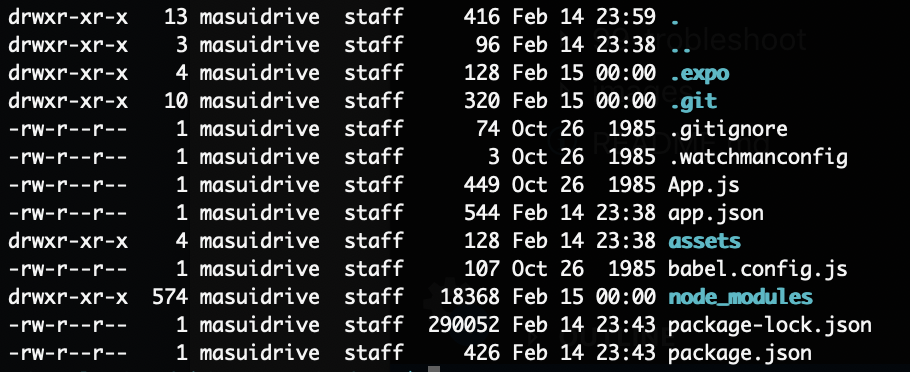 drwxr-xr-x   13 masuidrive  staff     416 Feb 14 23:59 .
drwxr-xr-x    3 masuidrive  staff      96 Feb 14 23:38 ..
drwxr-xr-x    4 masuidrive  staff     128 Feb 15 00:00 .expo
drwxr-xr-x   10 masuidrive  staff     320 Feb 15 00:00 .git
-rw-r--r--    1 masuidrive  staff      74 Oct 26  1985 .gitignore
-rw-r--r--    1 masuidrive  staff       3 Oct 26  1985 .watchmanconfig
-rw-r--r--    1 masuidrive  staff     449 Oct 26  1985 App.js
-rw-r--r--    1 masuidrive  staff     544 Feb 14 23:38 app.json
drwxr-xr-x    4 masuidrive  staff     128 Feb 14 23:38 assets
-rw-r--r--    1 masuidrive  staff     107 Oct 26  1985 babel.config.js
drwxr-xr-x  574 masuidrive  staff   18368 Feb 15 00:00 node_modules
-rw-r--r--    1 masuidrive  staff  290052 Feb 14 23:43 package-lock.json
-rw-r--r--    1 masuidrive  staff     426 Feb 14 23:43 package.json